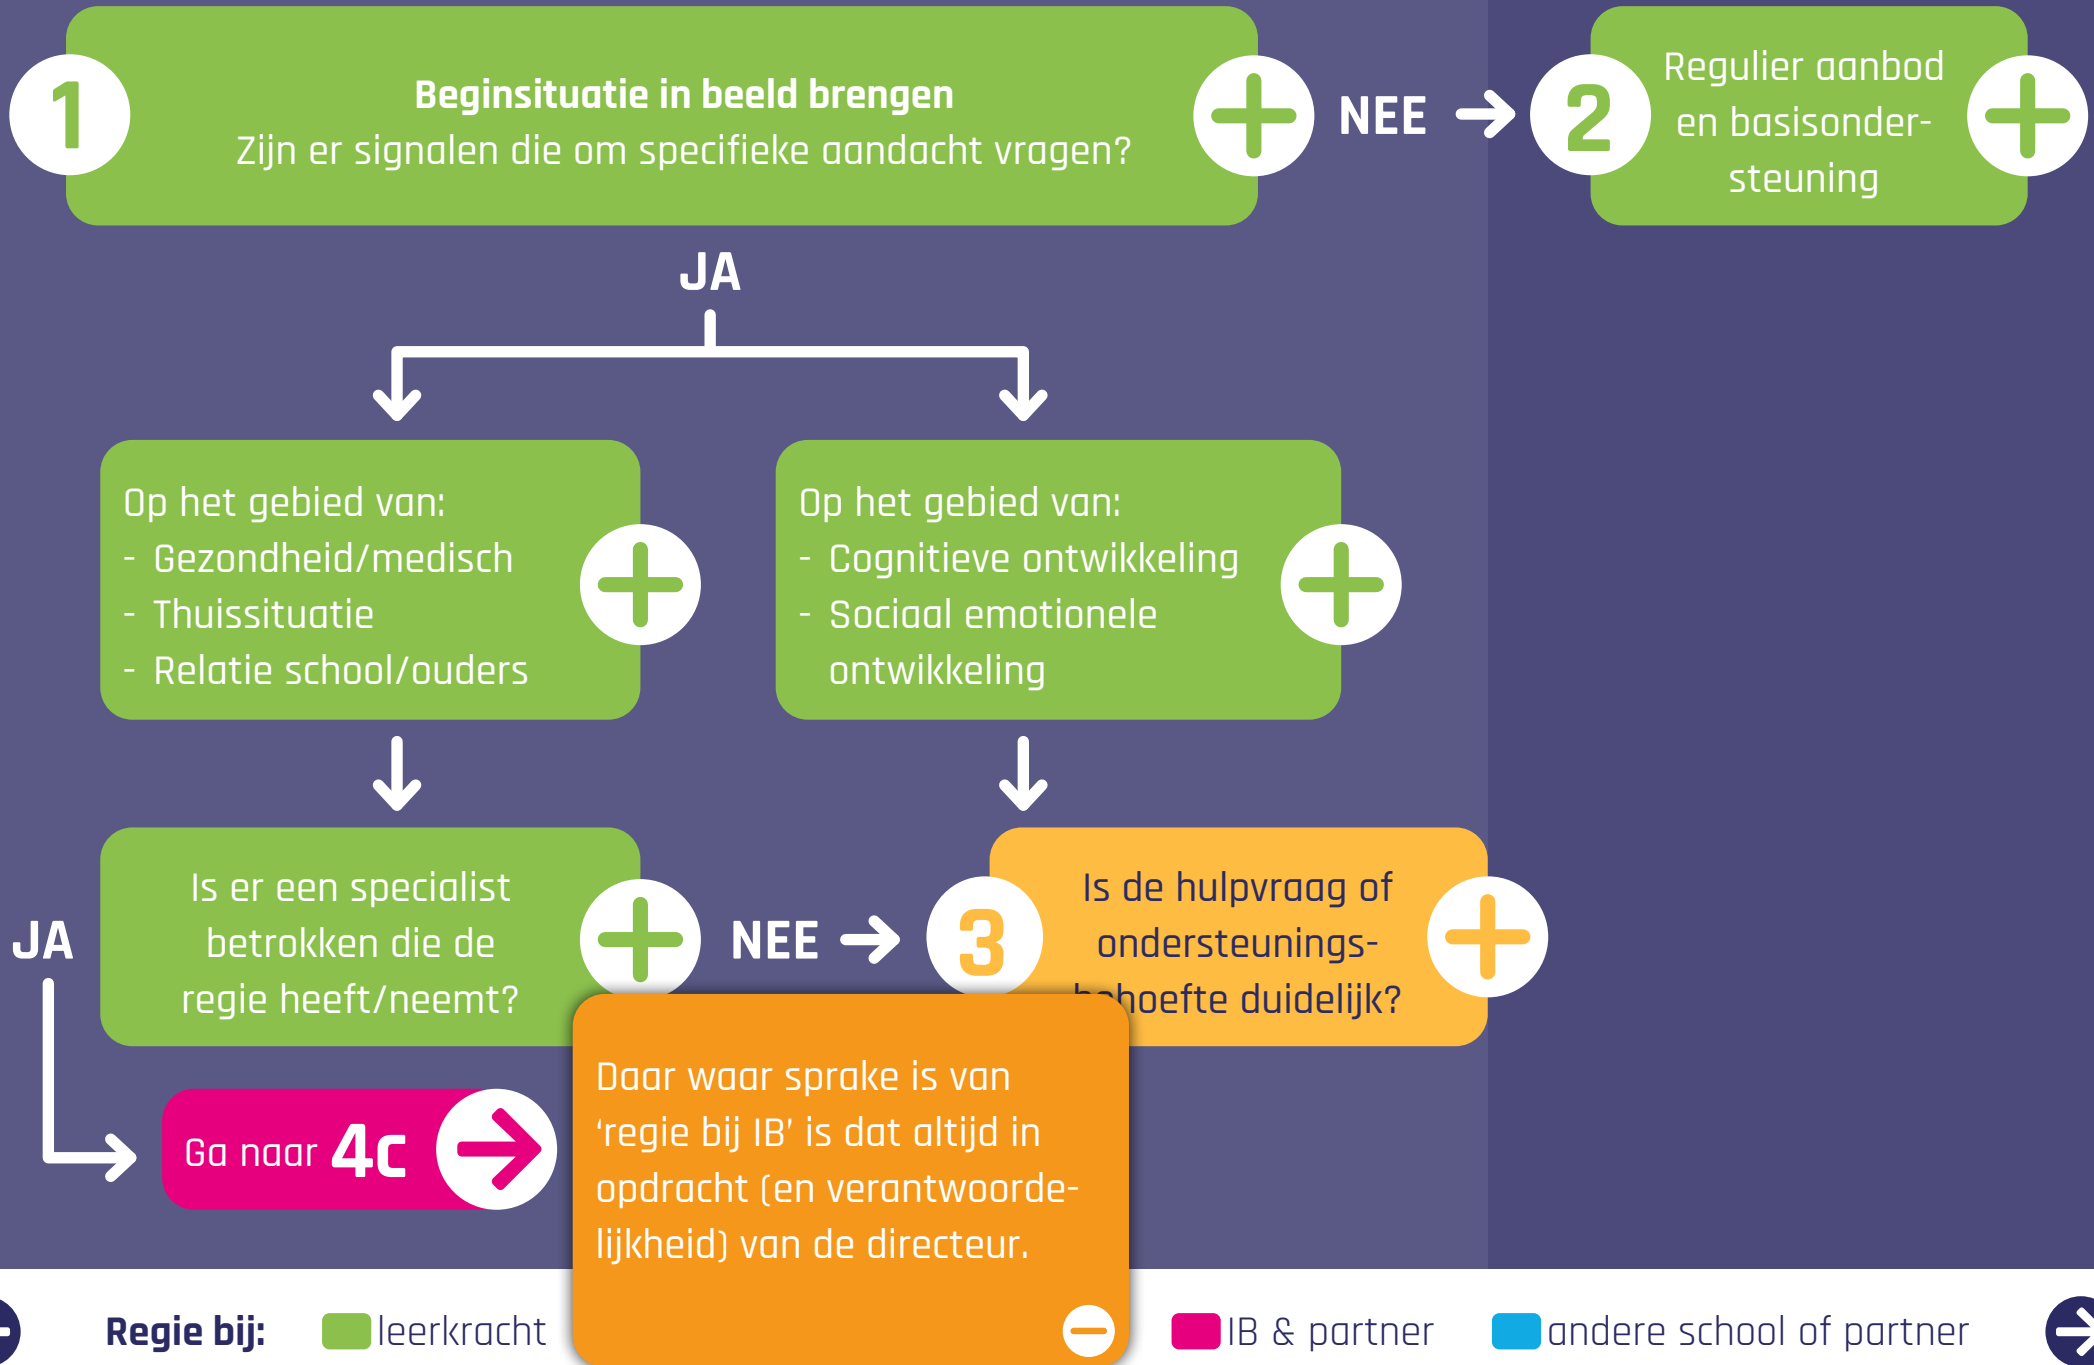 1
Beginsituatie in beeld brengen
Zijn er signalen die om specifieke aandacht vragen?
NEE
2
Regulier aanbod
en basisonder-
steuning
JA
Op het gebied van:
- Gezondheid/medisch
- Thuissituatie
- Relatie school/ouders
Op het gebied van:
- Cognitieve ontwikkeling
- Sociaal emotionele
ontwikkeling
JA
Is er een specialist
betrokken die de
regie heeft/neemt?
NEE
3
Is de hulpvraag of
ondersteunings-
duidelijk?
Ga naar 4c
Daar waar sprake is van
‘regie bij IB’ is dat altijd in
opdracht (en verantwoorde-
lijkheid) van de directeur.
Regie bij:
leerkracht
IB & partner
andere school of partner